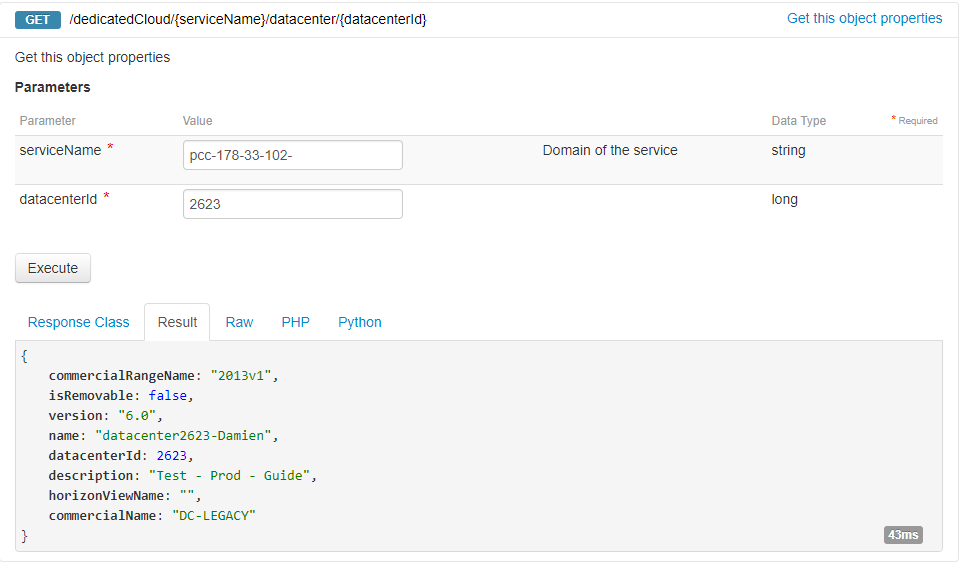 GET /dedicatedCloud/{serviceName}/datacenter/{datacenterId} Get this object properties
Get this object properties
Parameters
Parameter Value Data Type * Required
serviceName * pcc-178-33-102- Domain of the service string
datacenterId * 2623 long
Execute
Response Class Result Raw PHP Python
{
commercialRangeName: "2013v1",
isRemovable: false,
version: "6.0",
name: "datacenter2623-Damien",
datacenterId: 2623,
description: "Test - Prod - Guide",
horizonViewName: "",
commercialName: "DC-LEGACY"
}
43ms